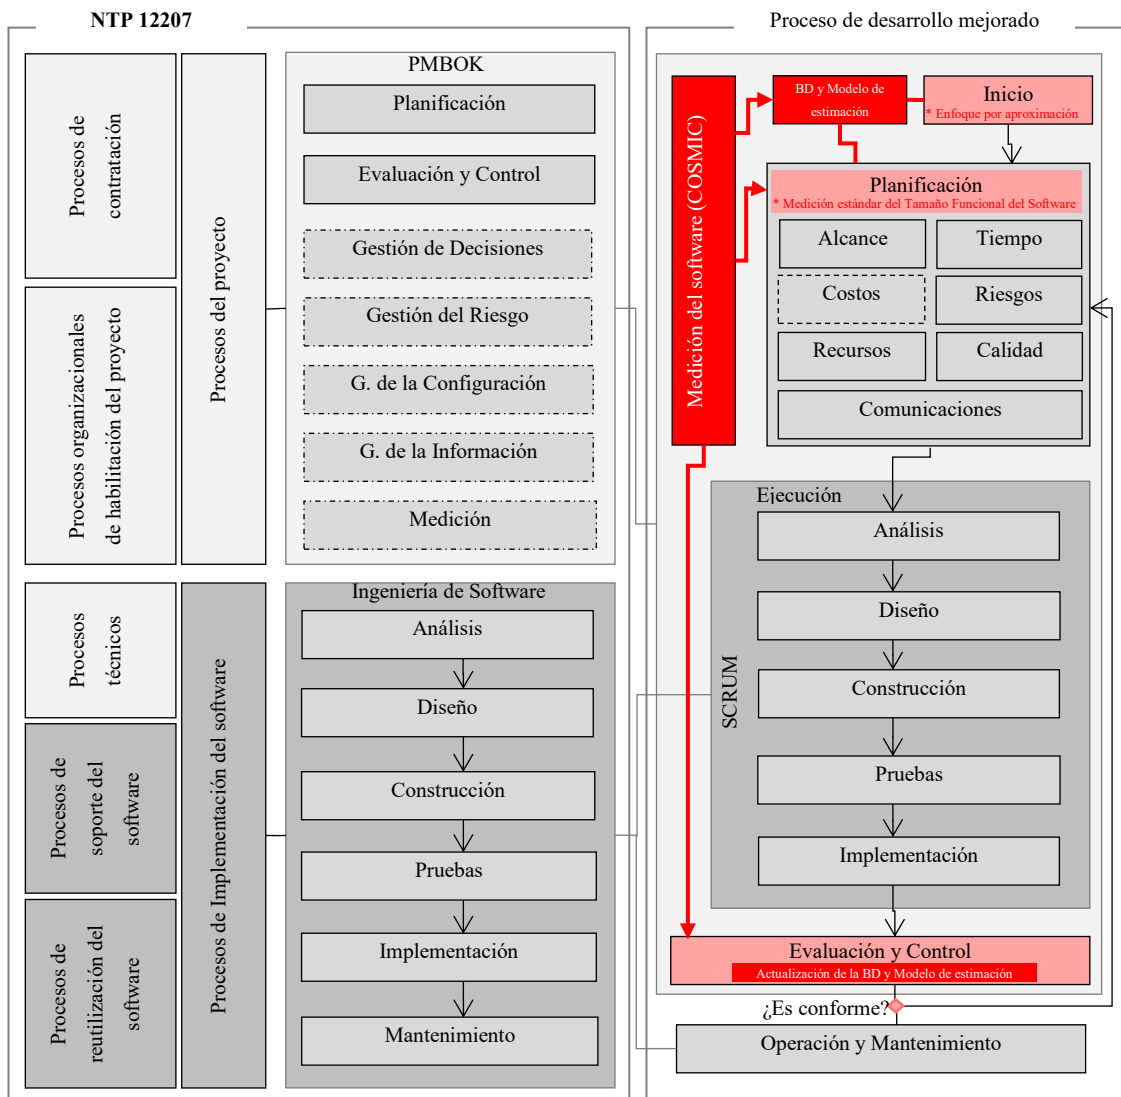 NTP 12207
Procesos de
contratación
Procesos organizacionales
de habilitación del proyecto
Procesos
técnicos
Procesos de
soporte del
software
Procesos de
reutilización del
software
Procesos del proyecto
Procesos de Implementación del software
PMBOK
Planificación
Evaluación y Control
Gestión de Decisiones
Gestión del Riesgo
G. de la Configuración
G. de la Información
Medición
Ingeniería de Software
Análisis
Diseño
Construcción
Pruebas
Implementación
Mantenimiento
Proceso de desarrollo mejorado
Medición del software (COSMIC)
BD y Modelo de
estimación
Inicio
* Enfoque por aproximación
Planificación
* Medición estándar del Tamaño Funcional del Software
Alcance
Tiempo
Costos
Riesgos
Recursos
Calidad
Comunicaciones
Ejecución
SCRUM
Análisis
Diseño
Construcción
Pruebas
Implementación
Evaluación y Control
Actualización de la BD y Modelo de estimación
¿Es conforme?
Operación y Mantenimiento